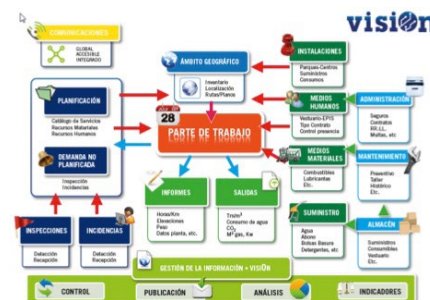 visiōn
COMUNICACIONES
GLOBAL
ACCESIBLE
INTEGRADO
ÁMBITO GEOGRÁFICO
Inventario
Localización
Rutas/Planos
INSTALACIONES
Parques-Centros
Suministros
Consumos
PLANIFICACIÓN
Catálogo de Servicios
Recursos Materiales
Recursos Humanos
DEMANDA NO
PLANIFICADA
Inspección
Incidencias
28
PARTE DE TRABAJO
MEDIOS
HUMANOS
Vestuario-EPIS
Tipo Contrato
Control presencia
ADMINISTRACIÓN
Seguros
Contratos
RR.LL.
Multas, etc
MEDIOS
MATERIALES
Combustibles
Lubricantes
Etc.
MANTENIMIENTO
Preventivo
Taller
Histórico
Etc.
INFORMES
Horas/Km
Elevaciones
Peso
Datos planta, etc.
SALIDAS
Consumo de agua
CO2
M3 gas, Kw
SUMINISTRO
Agua
Abono
Bolsas Basura
Detergentes, etc
ALMACÉN
Suministros
Consumibles
Vestuario
Etc.
INSPECCIONES
Detección
Recepción
INCIDENCIAS
Detección
Recepción
GESTIÓN DE LA INFORMACIÓN + VISIÓN
CONTROL
PUBLICACIÓN
ANÁLISIS
INDICADORES